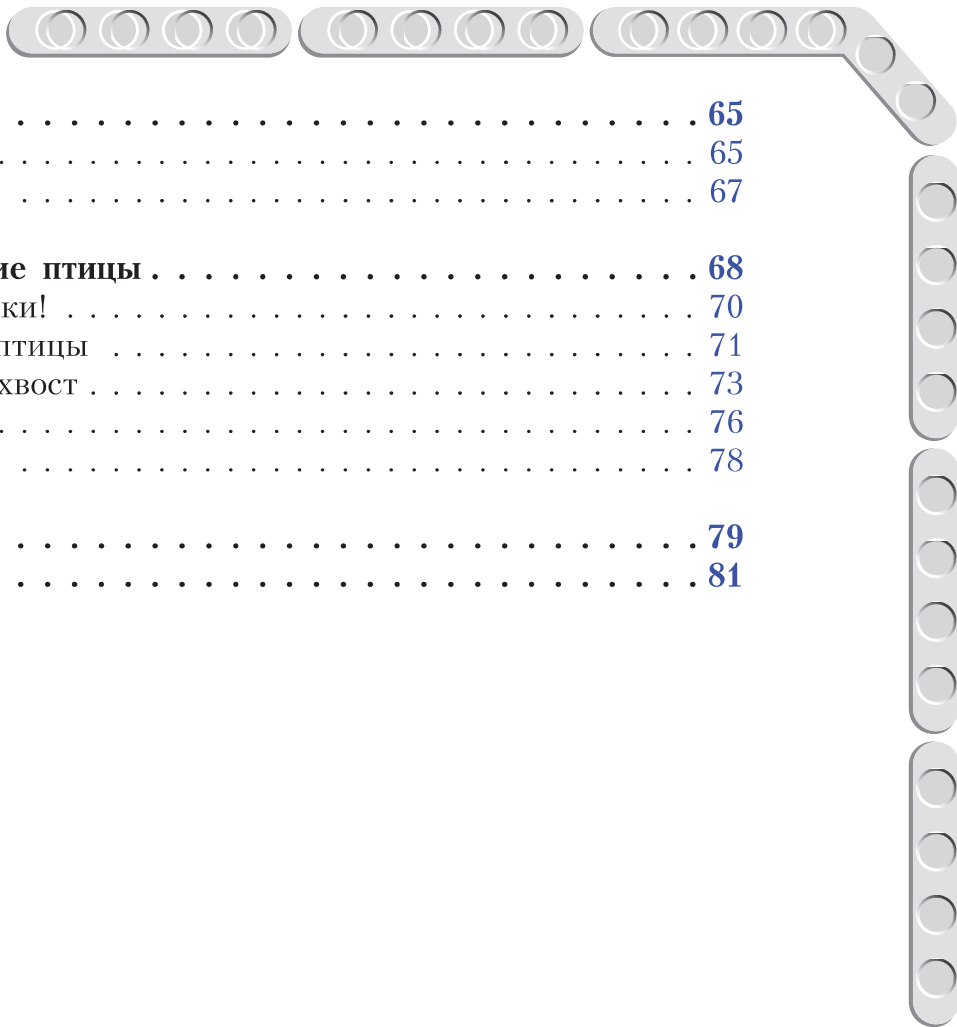 . . . . . . . . . . . . . . . . . . . . . . . . . . 65
. . . . . . . . . . . . . . . . . . . . . . . . . . . . . . . 65
. . . . . . . . . . . . . . . . . . . . . . . . . . . . . . 67
ие птицы . . . . . . . . . . . . . . . . . . . . . 68
ки! . . . . . . . . . . . . . . . . . . . . . . . . . . . . 70
птицы . . . . . . . . . . . . . . . . . . . . . . . . . . 71
хвост . . . . . . . . . . . . . . . . . . . . . . . . . . . 73
. . . . . . . . . . . . . . . . . . . . . . . . . . . . . . . 76
. . . . . . . . . . . . . . . . . . . . . . . . . . . . . . 78
. . . . . . . . . . . . . . . . . . . . . . . . . . 79
. . . . . . . . . . . . . . . . . . . . . . . . . . 81